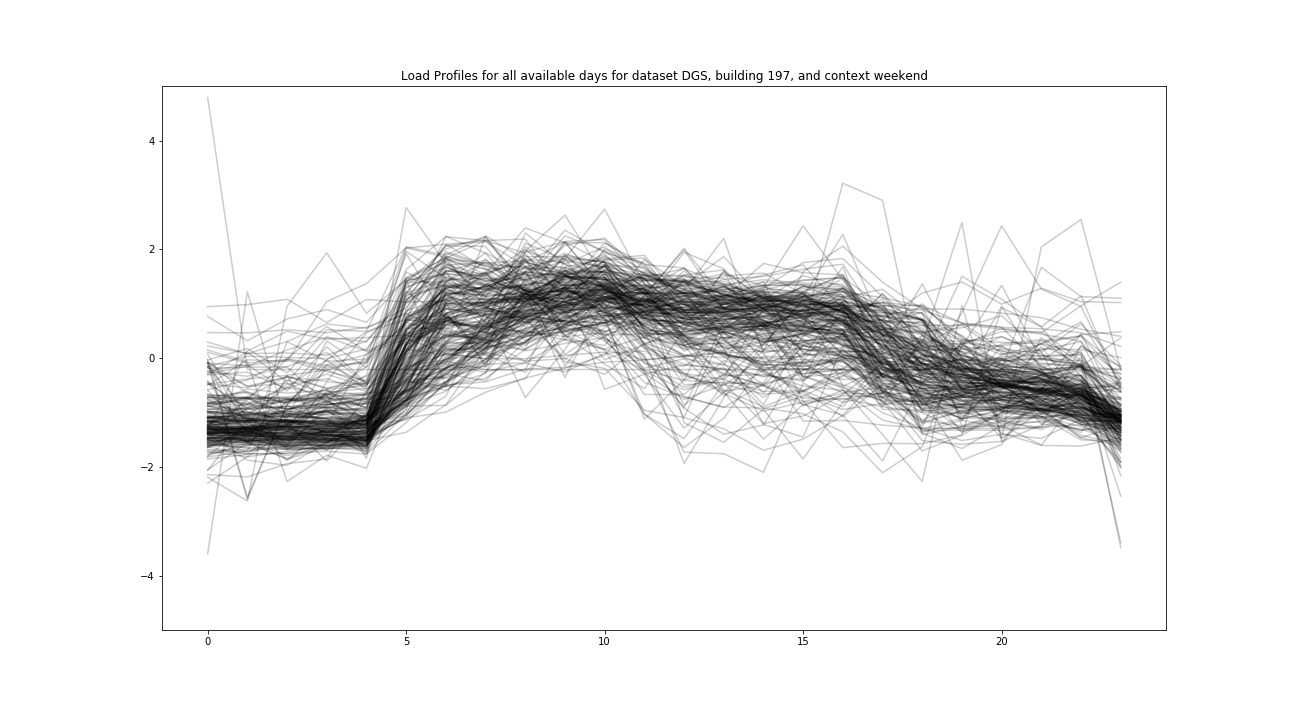 Load Profiles for all available days for dataset DGS, building 197, and context weekend
4
2
0
−2
−4
0 5 10 15 20